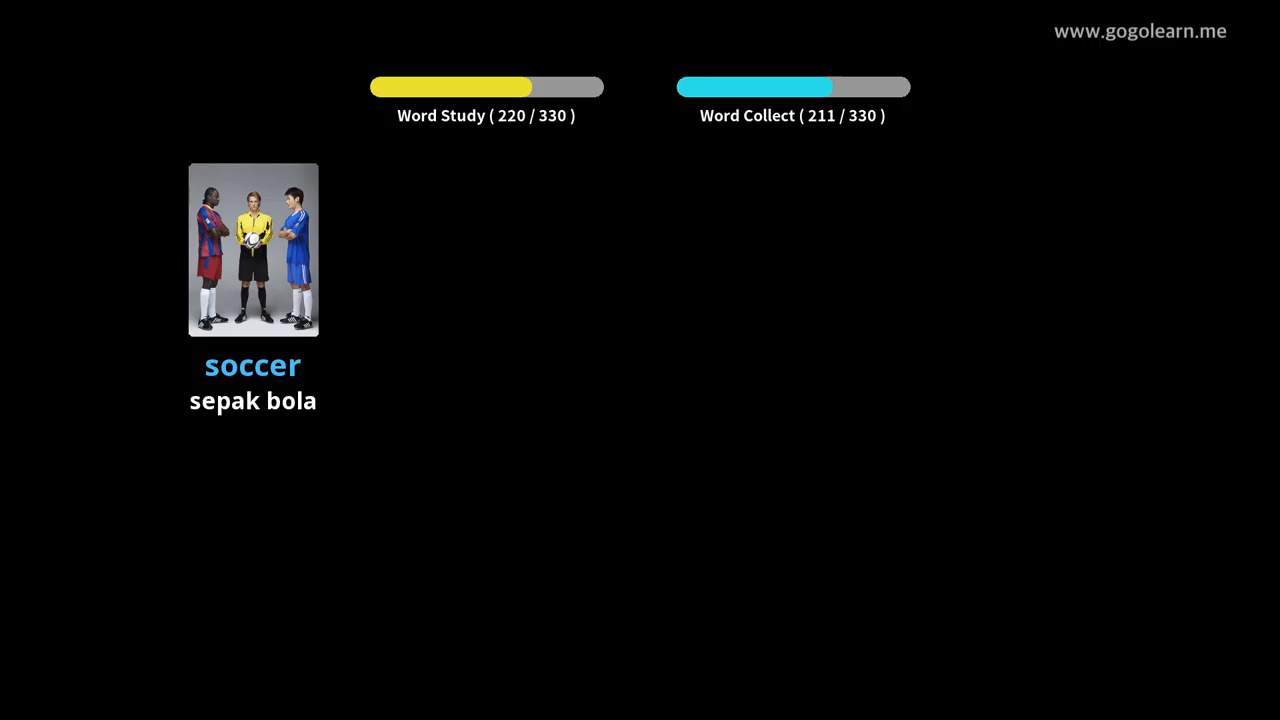 www.gogolearn.me
Word Study ( 220 / 330 )
Word Collect ( 211 / 330 )
soccer
sepak bola